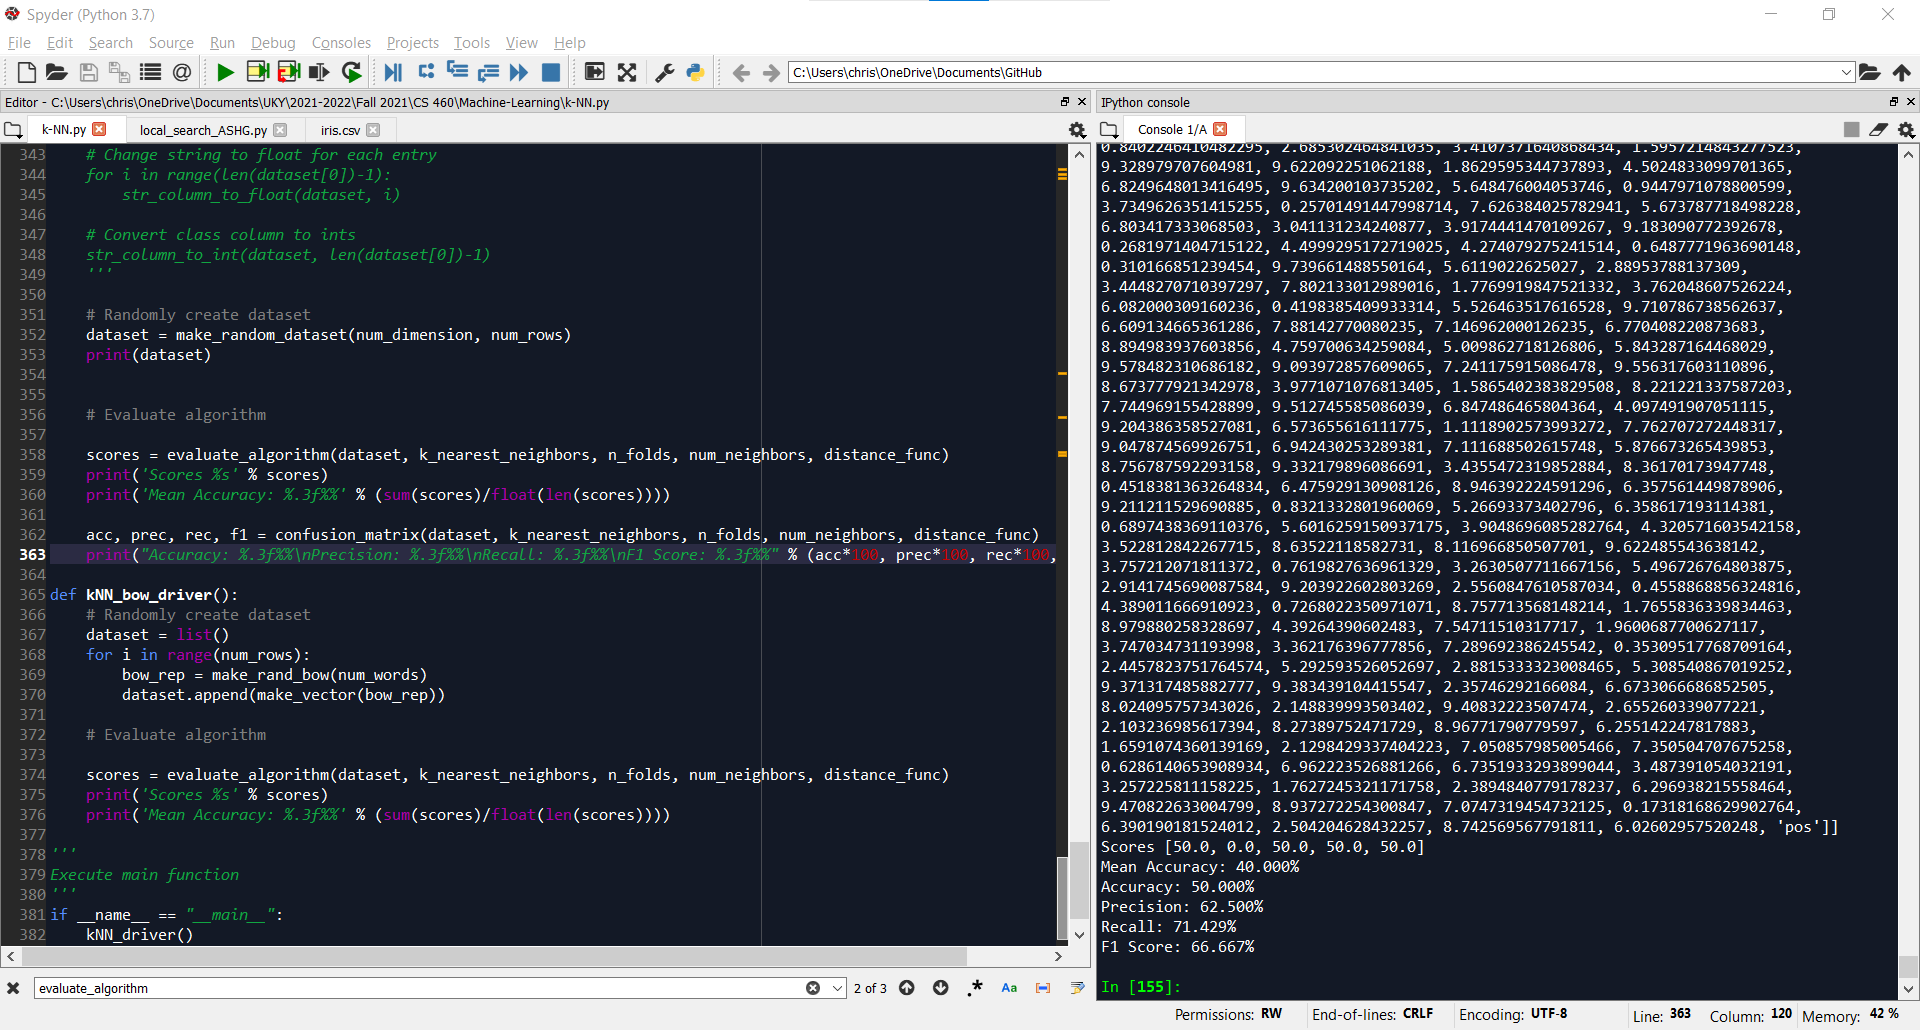 Spyder (Python 3.7)
File Edit Search Source Run Debug Consoles Projects Tools View Help
C:\Users\chris\OneDrive\Documents\GitHub
Editor - C:\Users\chris\OneDrive\Documents\UKY\2021-2022\Fall 2021\CS 460\Machine-Learning\k-NN.py
k-NN.py local_search_ASHG.py iris.csv
343 # Change string to float for each entry
344 for i in range(len(dataset[0])-1):
345 str_column_to_float(dataset, i)
346
347 # Convert class column to ints
348 str_column_to_int(dataset, len(dataset[0])-1)
349 '''
350
351 # Randomly create dataset
352 dataset = make_random_dataset(num_dimension, num_rows)
353 print(dataset)
354
355
356 # Evaluate algorithm
357
358 scores = evaluate_algorithm(dataset, k_nearest_neighbors, n_folds, num_neighbors, distance_func)
359 print('Scores %s' % scores)
360 print('Mean Accuracy: %.3f%%' % (sum(scores)/float(len(scores))))
361
362 acc, prec, rec, f1 = confusion_matrix(dataset, k_nearest_neighbors, n_folds, num_neighbors, distance_func)
363 print("Accuracy: %.3f%%\nPrecision: %.3f%%\nRecall: %.3f%%\nF1 Score: %.3f%%" % (acc*100, prec*100, rec*100,
364
365 def kNN_bow_driver():
366 # Randomly create dataset
367 dataset = list()
368 for i in range(num_rows):
369 bow_rep = make_rand_bow(num_words)
370 dataset.append(make_vector(bow_rep))
371
372 # Evaluate algorithm
373
374 scores = evaluate_algorithm(dataset, k_nearest_neighbors, n_folds, num_neighbors, distance_func)
375 print('Scores %s' % scores)
376 print('Mean Accuracy: %.3f%%' % (sum(scores)/float(len(scores))))
377
378 '''
379 Execute main function
380 '''
381 if __name__ == "__main__":
382 kNN_driver()
evaluate_algorithm 2 of 3 .* Aa
IPython console
Console 1/A
0.8402246410482295, 2.685302464841035, 3.4107371640868434, 1.5957214843277523,
9.328979707604981, 9.622092251062188, 1.8629595344737893, 4.5024833099701365,
6.8249648013416495, 9.634200103735202, 5.648476004053746, 0.9447971078800599,
3.7349626351415255, 0.25701491447998714, 7.626384025782941, 5.673787718498228,
6.803417333068503, 3.041131234240877, 3.9174441470109267, 9.183090772392678,
0.2681971404715122, 4.4999295172719025, 4.274079275241514, 0.6487771963690148,
0.310166851239454, 9.739661488550164, 5.6119022625027, 2.88953788137309,
3.4448270710397297, 7.802133012989016, 1.7769919847521332, 3.762048607526224,
6.082000309160236, 0.4198385409933314, 5.526463517616528, 9.710786738562637,
6.609134665361286, 7.88142770080235, 7.146962000126235, 6.770408220873683,
8.894983937603856, 4.759700634259084, 5.009862718126806, 5.843287164468029,
9.578482310686182, 9.093972857609065, 7.241175915086478, 9.556317603110896,
8.673777921342978, 3.9771071076813405, 1.5865402383829508, 8.221221337587203,
7.744969155428899, 9.512745585086039, 6.847486465804364, 4.097491907051115,
9.204386358527081, 6.573655616111775, 1.1118902573993272, 7.762707272448317,
9.047874569926751, 6.942430253289381, 7.111688502615748, 5.876673265439853,
8.756787592293158, 9.332179896086691, 3.4355472319852884, 8.36170173947748,
0.4518381363264834, 6.475929130908126, 8.946392224591296, 6.357561449878906,
9.211211529690885, 0.8321332801960069, 5.26693373402796, 6.358617193114381,
0.6897438369110376, 5.6016259150937175, 3.9048696085282764, 4.320571603542158,
3.522812842267715, 8.63522118582731, 8.116966850507701, 9.622485543638142,
3.757212071811372, 0.7619827636961329, 3.2630507711667156, 5.496726764803875,
2.9141745690087584, 9.203922602803269, 2.5560847610587034, 0.4558868856324816,
4.389011666910923, 0.7268022350971071, 8.757713568148214, 1.7655836339834463,
8.979880258328697, 4.39264390602483, 7.54711510317717, 1.9600687700627117,
3.747034731193998, 3.362176396777856, 7.289692386245542, 0.35309517768709164,
2.4457823751764574, 5.292593526052697, 2.8815333323008465, 5.308540867019252,
9.371317485882777, 9.383439104415547, 2.35746292166084, 6.6733066686852505,
8.024095757343026, 2.148839993503402, 9.40832223507474, 2.655260339077221,
2.103236985617394, 8.27389752471729, 8.96771790779597, 6.255142247817883,
1.6591074360139169, 2.1298429337404223, 7.050857985005466, 7.350504707675258,
0.6286140653908934, 6.962223526881266, 6.7351933293899044, 3.487391054032191,
3.257225811158225, 1.7627245321171758, 2.3894840779178237, 6.296938215558464,
9.470822633004799, 8.937272254300847, 7.0747319454732125, 0.17318168629902764,
6.390190181524012, 2.504204628432257, 8.742569567791811, 6.02602957520248, 'pos']]
Scores [50.0, 0.0, 50.0, 50.0, 50.0]
Mean Accuracy: 40.000%
Accuracy: 50.000%
Precision: 62.500%
Recall: 71.429%
F1 Score: 66.667%
In [155]:
Permissions: RW End-of-lines: CRLF Encoding: UTF-8 Line: 363 Column: 120 Memory: 42 %